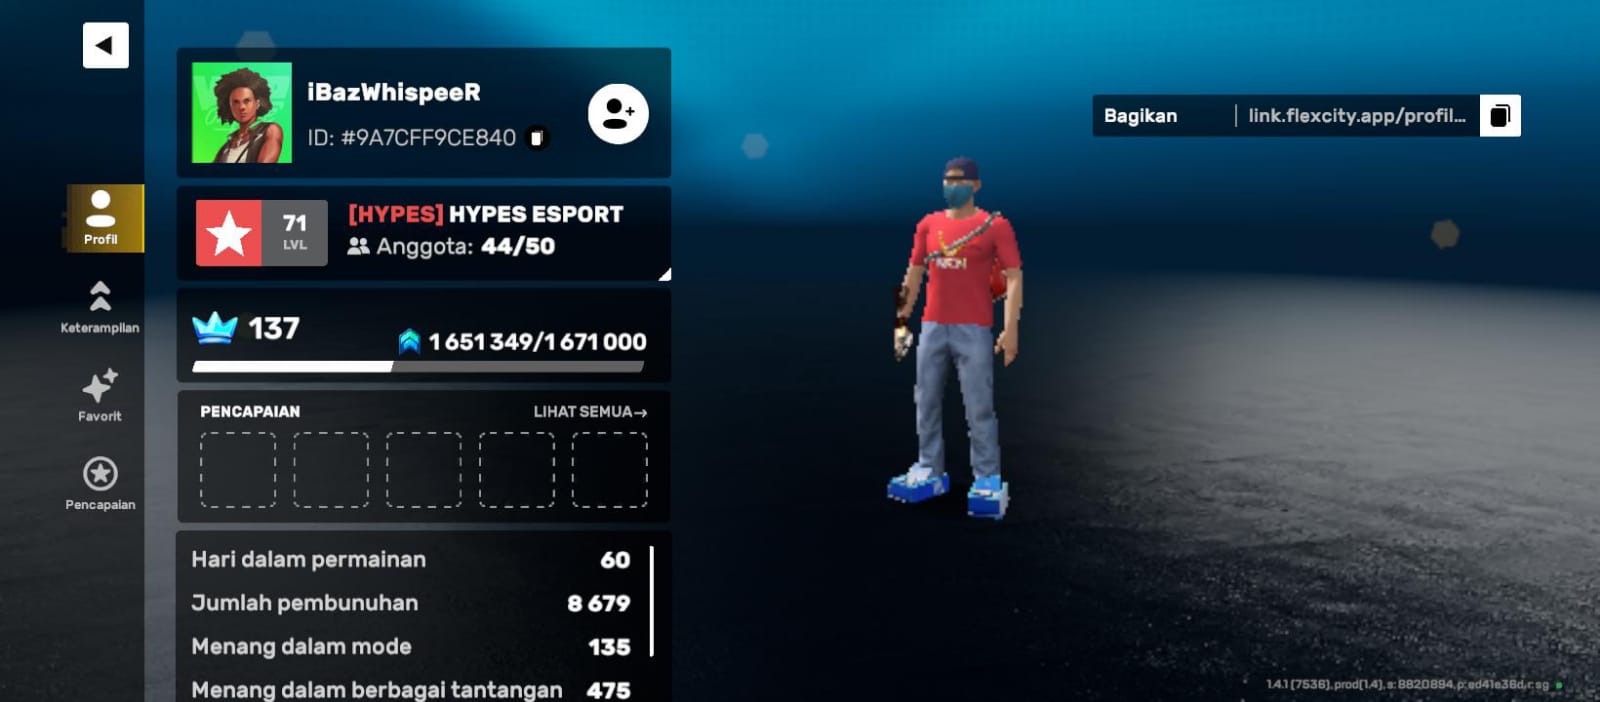 iBazWhispeeR
ID: #9A7CFF9CE840
Bagikan
link.flexcity.app/profil...
Profil
Keterampilan
Favorit
Pencapaian
71
LVL
[HYPES] HYPES ESPORT
Anggota: 44/50
137
1 651 349/1 671 000
PENCAPAIAN
LIHAT SEMUA→
Hari dalam permainan 60
Jumlah pembunuhan 8 679
Menang dalam mode 135
Menang dalam berbagai tantangan 475